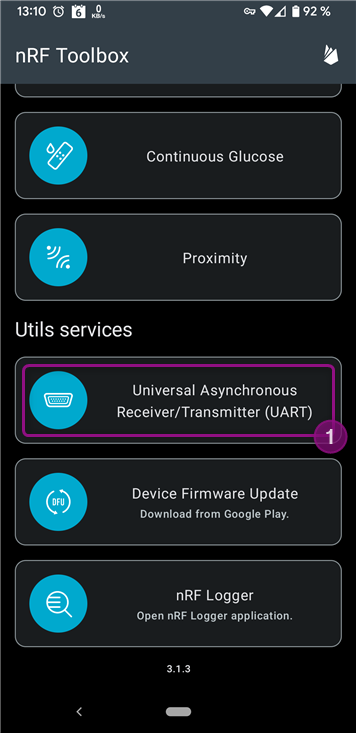 13:10 6 0 KB/s 92 %
nRF Toolbox
Continuous Glucose
Proximity
Utils services
Universal Asynchronous
Receiver/Transmitter (UART)
1
DFU
Device Firmware Update
Download from Google Play.
nRF Logger
Open nRF Logger application.
3.1.3